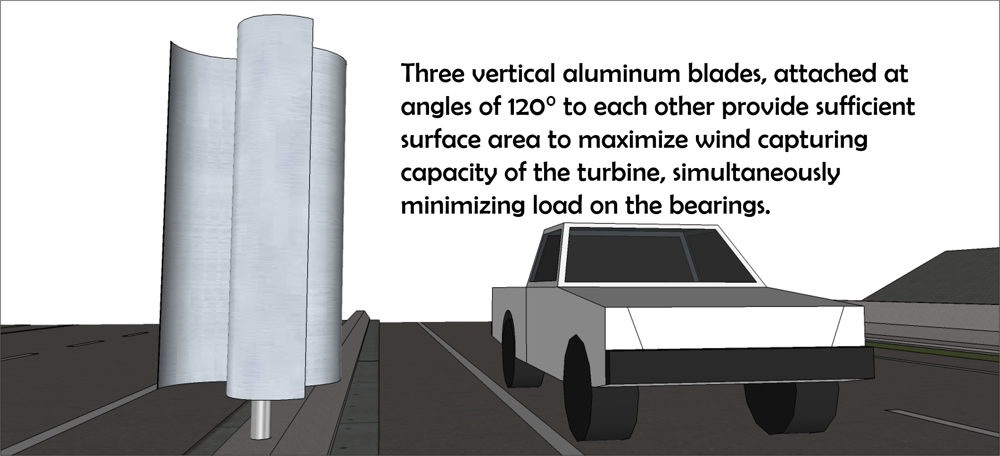 Three vertical aluminum blades, attached at
angles of 120⁰ to each other provide sufficient
surface area to maximize wind capturing
capacity of the turbine, simultaneously
minimizing load on the bearings.